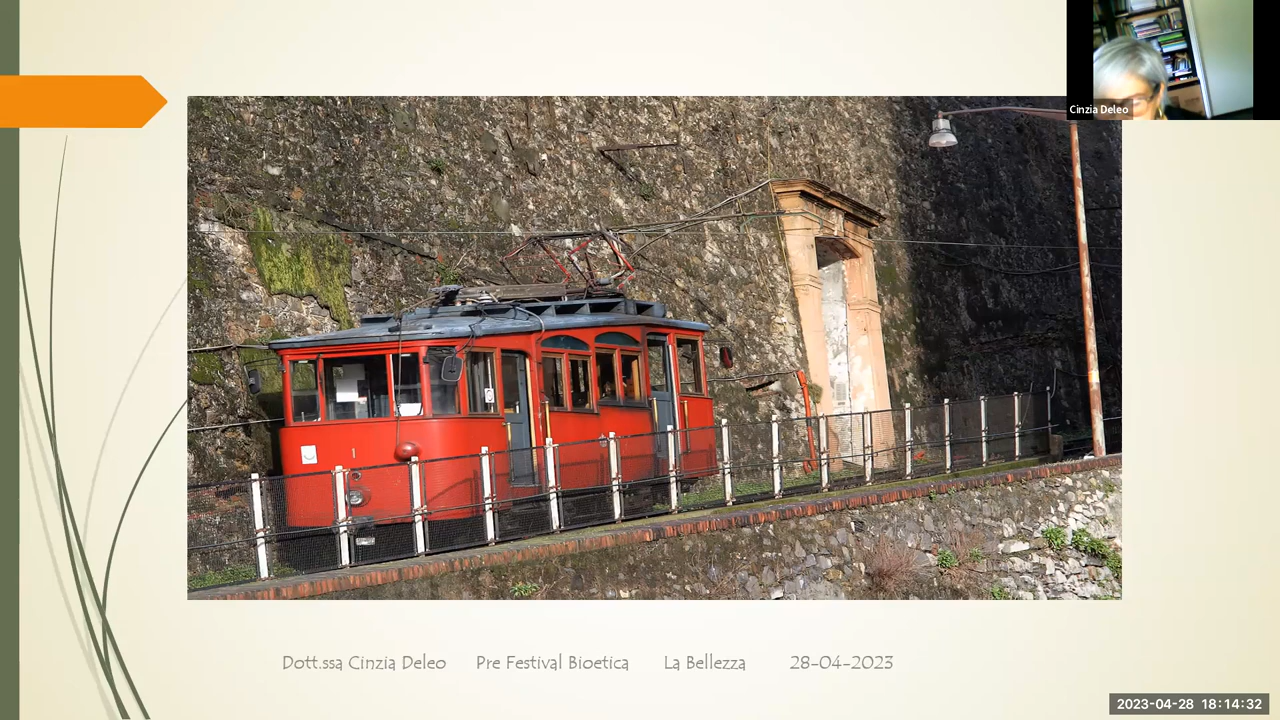 Cinzia Deleo
Dott.ssa Cinzia Deleo Pre Festival Bioetica La Bellezza 28-04-2023
2023-04-28 18:14:32